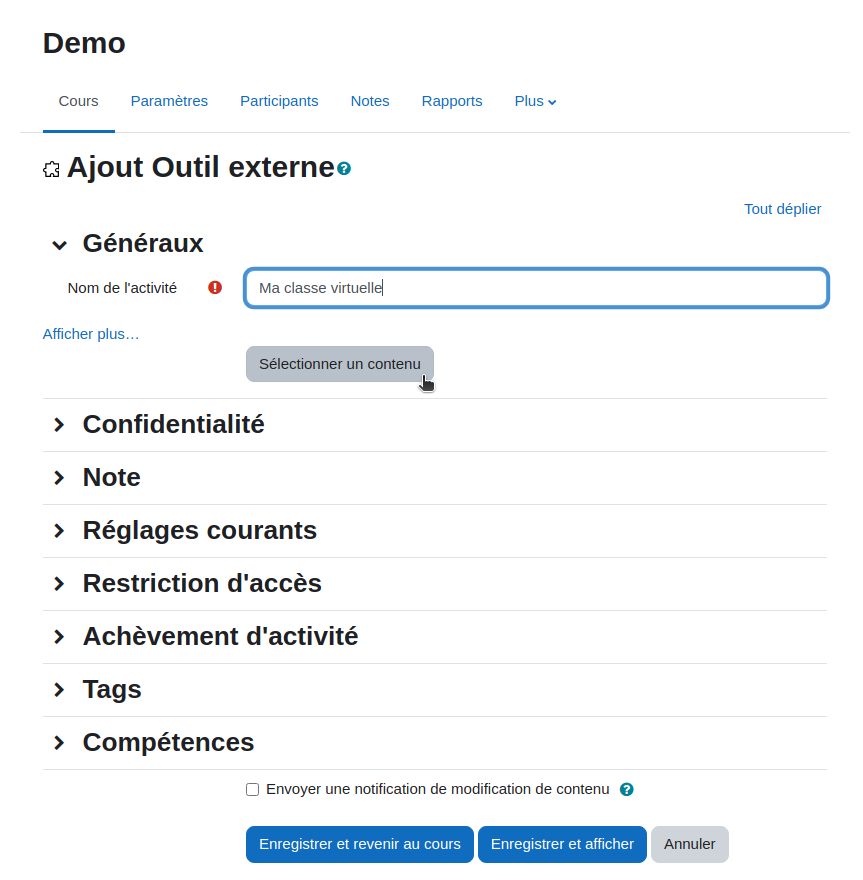 Demo
Cours Paramètres Participants Notes Rapports Plus
Ajout Outil externe
Tout déplier
Généraux
Nom de l'activité Ma classe virtuelle
Afficher plus…
Sélectionner un contenu
Confidentialité
Note
Réglages courants
Restriction d'accès
Achèvement d'activité
Tags
Compétences
Envoyer une notification de modification de contenu
Enregistrer et revenir au cours Enregistrer et afficher Annuler